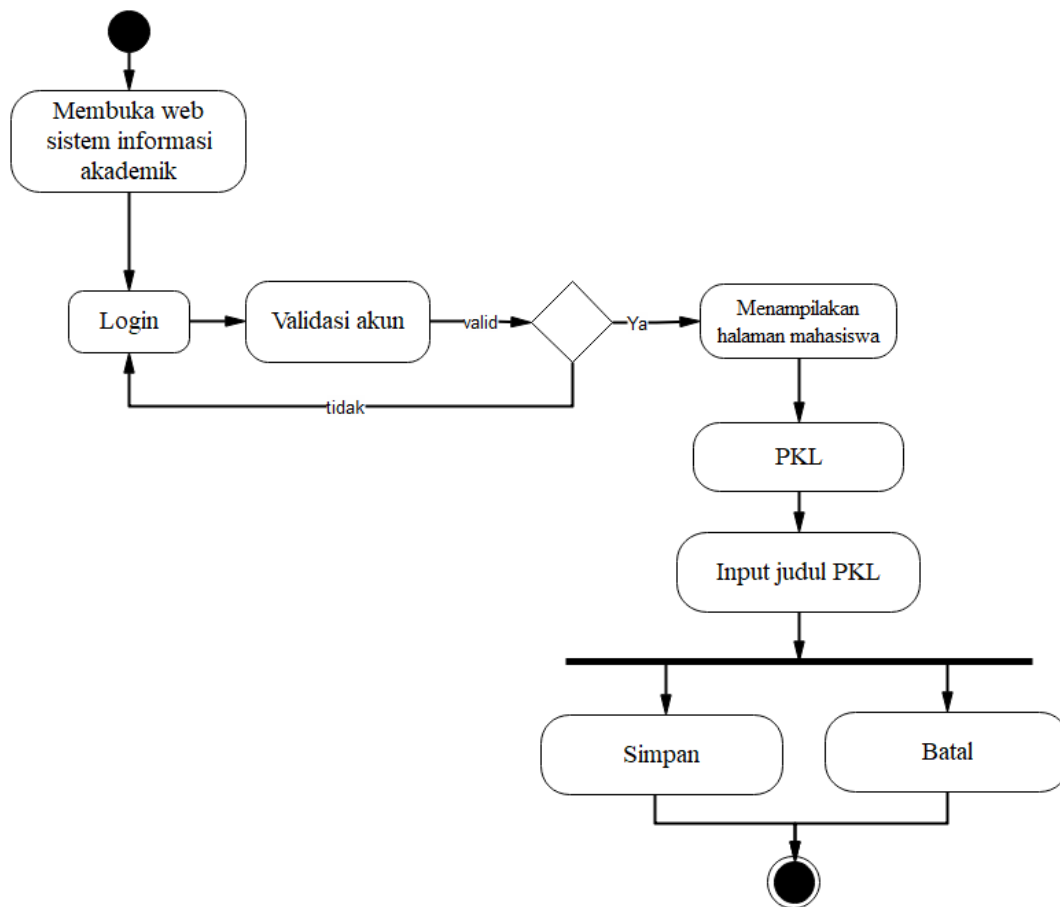 Membuka web
sistem informasi
akademik
Login
Validasi akun
valid
Ya
Menampilakan
halaman mahasiswa
tidak
PKL
Input judul PKL
Simpan
Batal